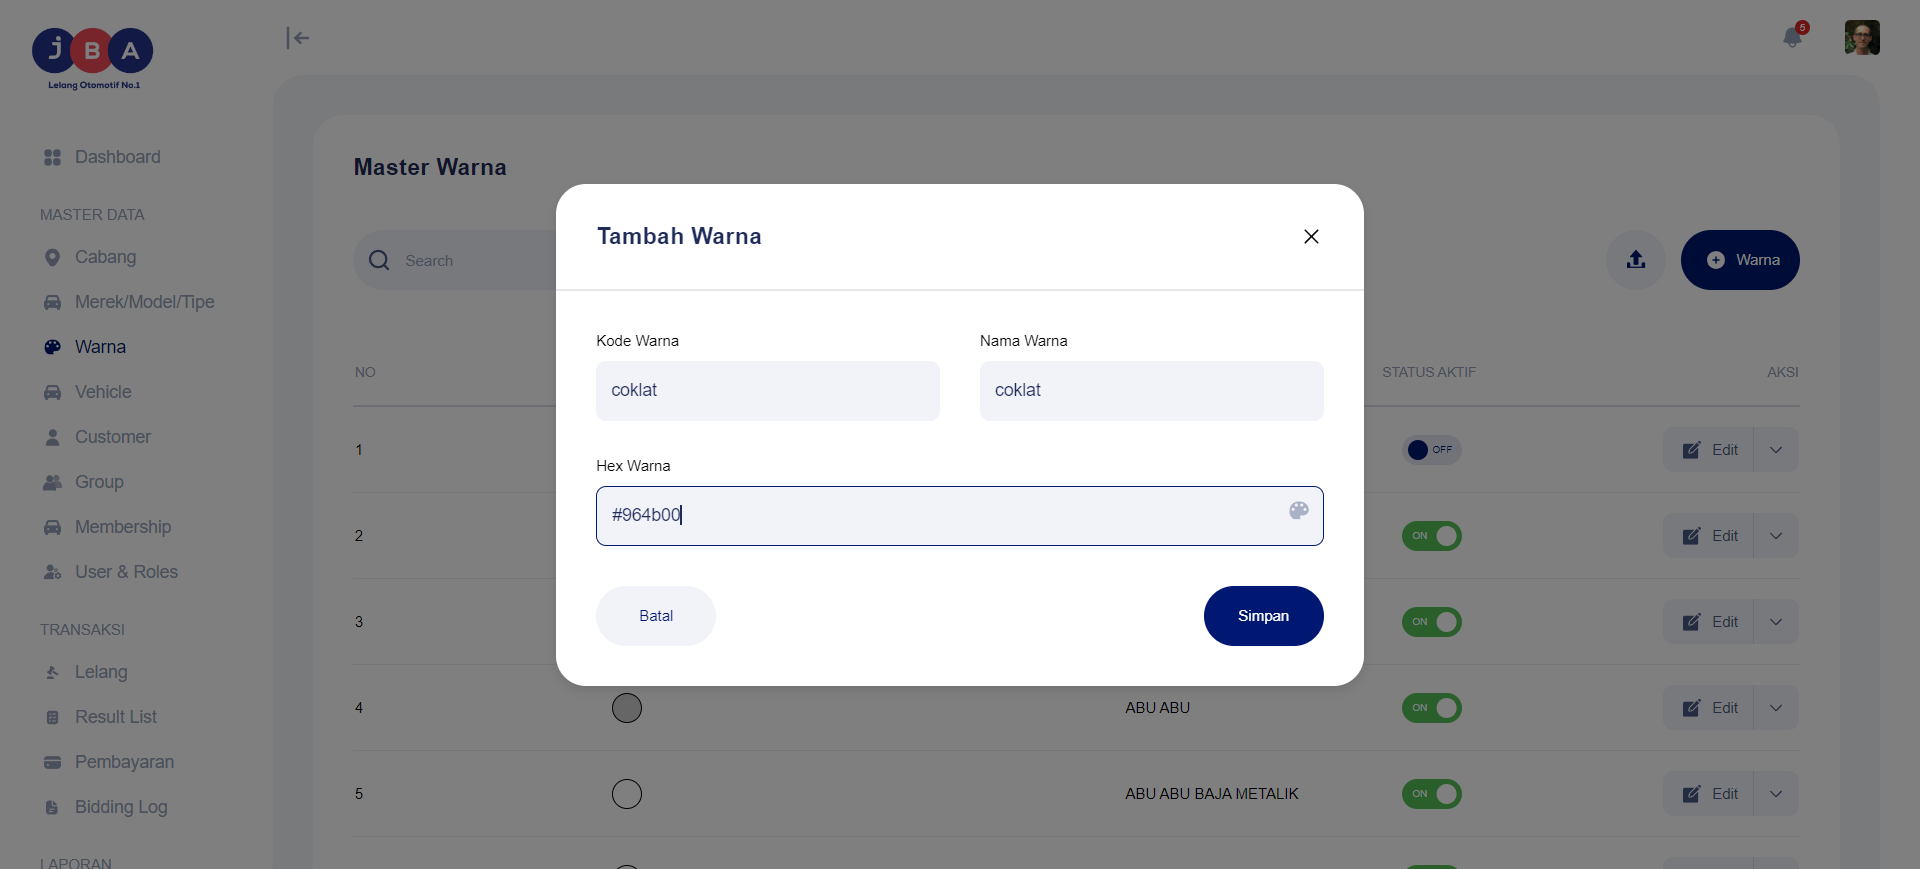 JBA
Lelang Otomotif No.1
5
Dashboard
MASTER DATA
Cabang
Merek/Model/Tipe
Warna
Vehicle
Customer
Group
Membership
User & Roles
TRANSAKSI
Lelang
Result List
Pembayaran
Bidding Log
LAPORAN
Master Warna
Search
Warna
NO
STATUS AKTIF
AKSI
1
OFF
Edit
2
ON
Edit
3
ON
Edit
4
ABU ABU
ON
Edit
5
ABU ABU BAJA METALIK
ON
Edit
Tambah Warna
Kode Warna
Nama Warna
coklat
coklat
Hex Warna
#964b00
Batal
Simpan